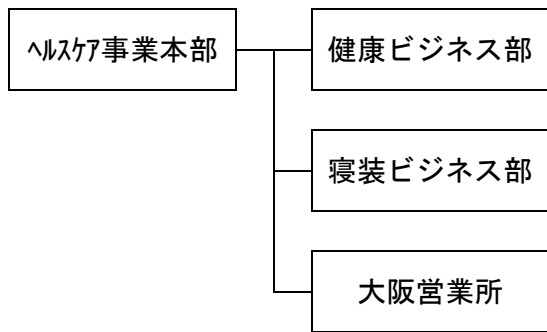 ﾍﾙｽｹｱ事業本部
健康ビジネス部
寝装ビジネス部
大阪営業所